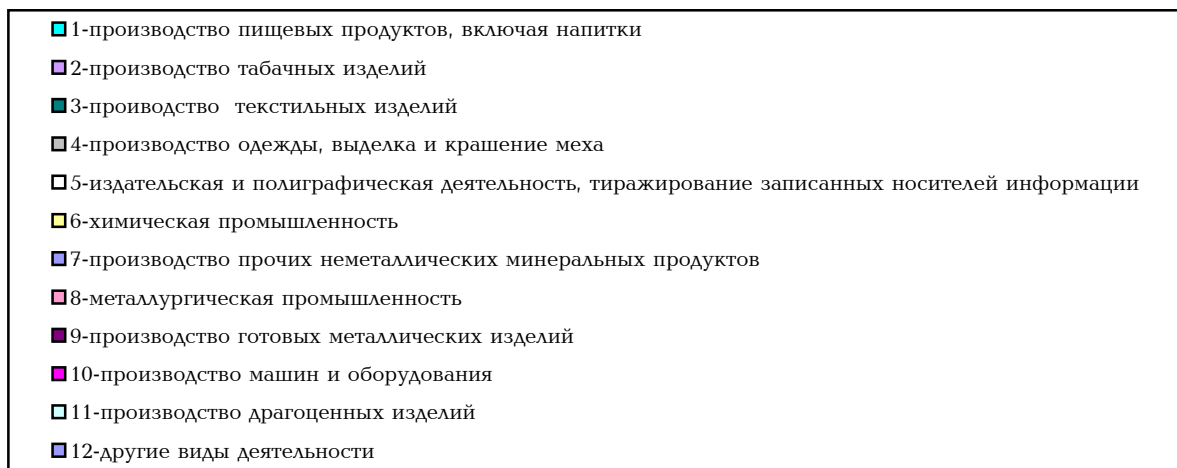 1-производство пищевых продуктов, включая напитки
2-производство табачных изделий
3-проиводство текстильных изделий
4-производство одежды, выделка и крашение меха
5-издательская и полиграфическая деятельность, тиражирование записанных носителей информации
6-химическая промышленность
7-производство прочих неметаллических минеральных продуктов
8-металлургическая промышленность
9-производство готовых металлических изделий
10-производство машин и оборудования
11-производство драгоценных изделий
12-другие виды деятельности